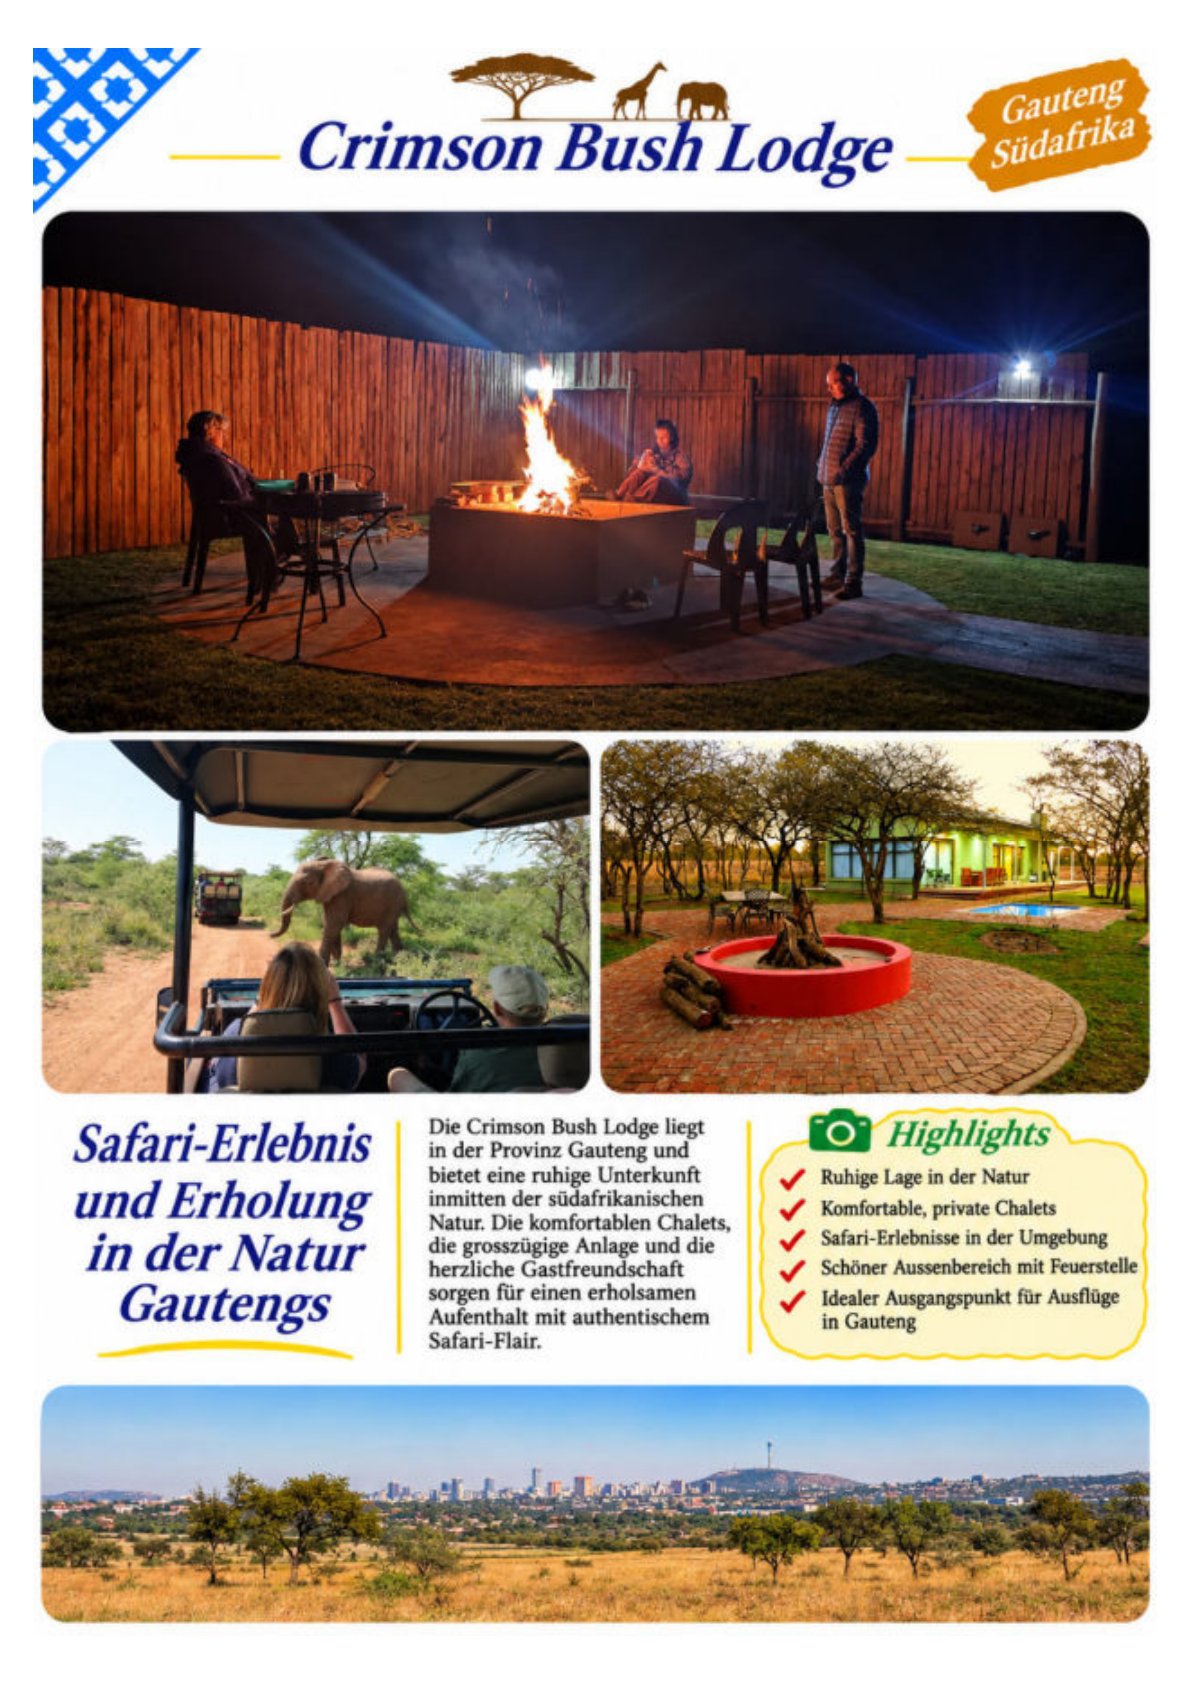 Crimson Bush Lodge
Gauteng
Südafrika
Safari-Erlebnis
und Erholung
in der Natur
Gautengs
Die Crimson Bush Lodge liegt
in der Provinz Gauteng und
bietet eine ruhige Unterkunft
inmitten der südafrikanischen
Natur. Die komfortablen Chalets,
die grosszügige Anlage und die
herzliche Gastfreundschaft
sorgen für einen erholsamen
Aufenthalt mit authentischem
Safari-Flair.
Highlights
Ruhige Lage in der Natur
Komfortable, private Chalets
Safari-Erlebnisse in der Umgebung
Schöner Aussenbereich mit Feuerstelle
Idealer Ausgangspunkt für Ausflüge
in Gauteng